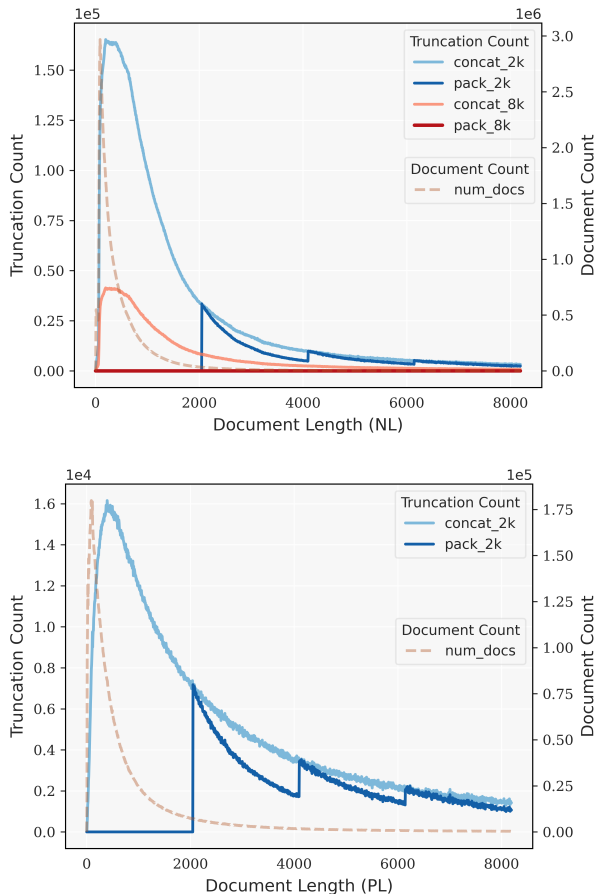 1e5
1e6
Truncation Count
concat_2k
pack_2k
concat_8k
pack_8k
Document Count
num_docs
1.50
1.25
1.00
0.75
0.50
0.25
0.00
Truncation Count
3.0
2.5
2.0
1.5
1.0
0.5
0.0
Document Count
0
2000
4000
6000
8000
Document Length (NL)
1e4
1e5
Truncation Count
concat_2k
pack_2k
Document Count
num_docs
1.6
1.4
1.2
1.0
0.8
0.6
0.4
0.2
0.0
Truncation Count
1.75
1.50
1.25
1.00
0.75
0.50
0.25
0.00
Document Count
0
2000
4000
6000
8000
Document Length (PL)